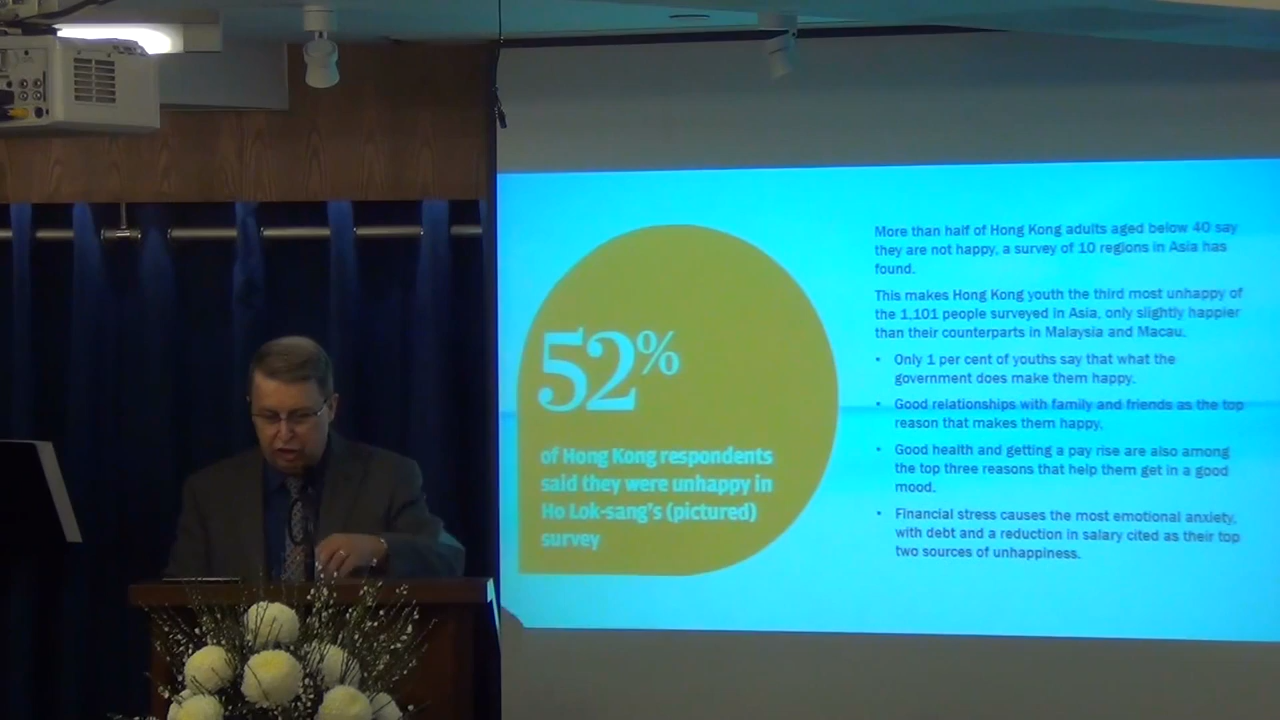 52%
of Hong Kong respondents
said they were unhappy in
Ho Lok-sang's (pictured)
survey
More than half of Hong Kong adults aged below 40 say
they are not happy, a survey of 10 regions in Asia has
found.
This makes Hong Kong youth the third most unhappy of
the 1,101 people surveyed in Asia, only slightly happier
than their counterparts in Malaysia and Macau.
• Only 1 per cent of youths say that what the
government does make them happy.
• Good relationships with family and friends as the top
reason that makes them happy.
• Good health and getting a pay rise are also among
the top three reasons that help them get in a good
mood.
• Financial stress causes the most emotional anxiety,
with debt and a reduction in salary cited as their top
two sources of unhappiness.